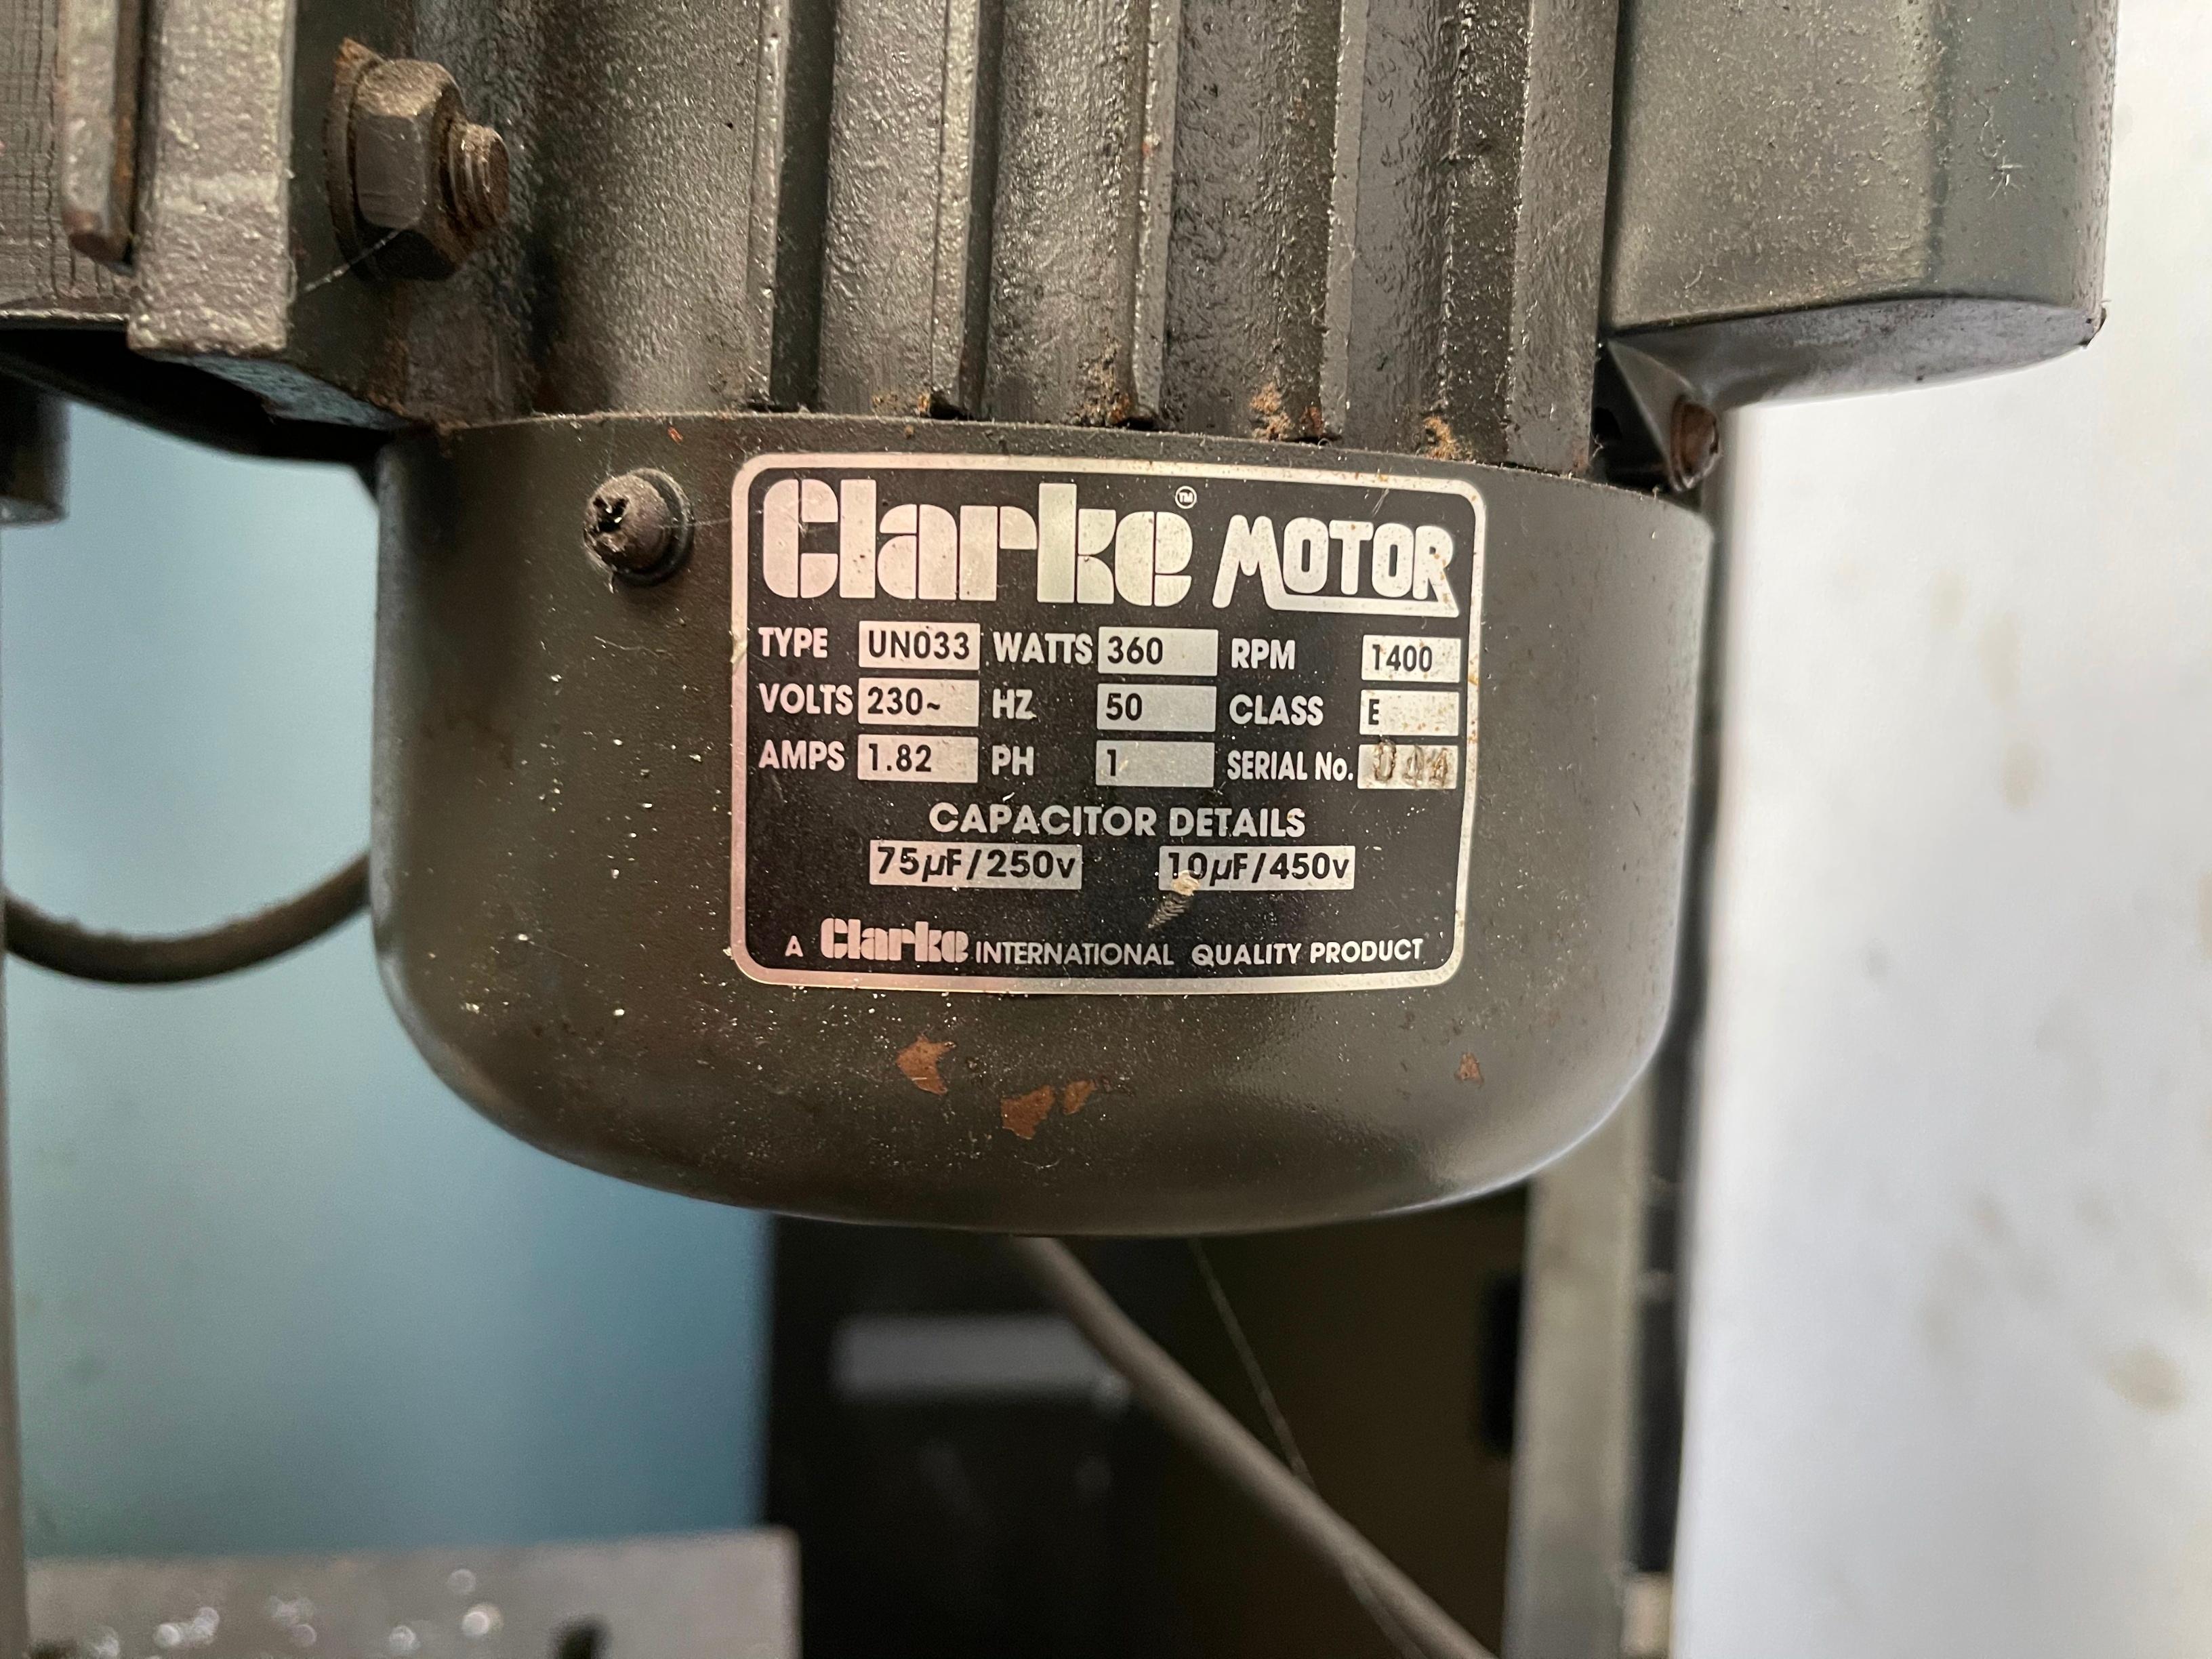 Clarke™ MOTOR
TYPE UN033 WATTS 360 RPM 1400
VOLTS 230~ HZ 50 CLASS E
AMPS 1.82 PH 1 SERIAL No.
CAPACITOR DETAILS
75µF/250v 10µF/450v
A Clarke INTERNATIONAL QUALITY PRODUCT